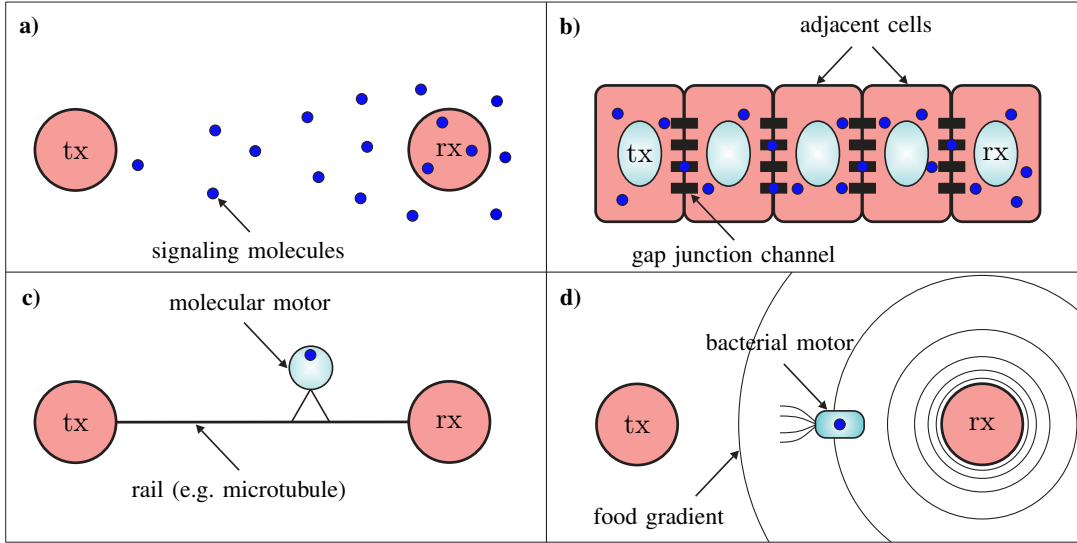 a)
tx
rx
signaling molecules
b)
adjacent cells
tx
rx
gap junction channel
c)
molecular motor
tx
rx
rail (e.g. microtubule)
d)
bacterial motor
tx
rx
food gradient